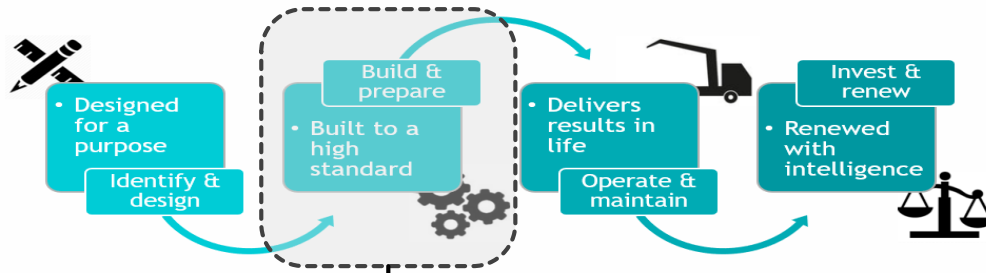 • Designed
for a
purpose
Identify &
design
Build &
prepare
• Built to a
high
standard
• Delivers
results in
life
Operate &
maintain
Invest &
renew
• Renewed
with
intelligence